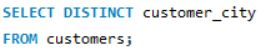 SELECT DISTINCT customer_city
FROM customers;